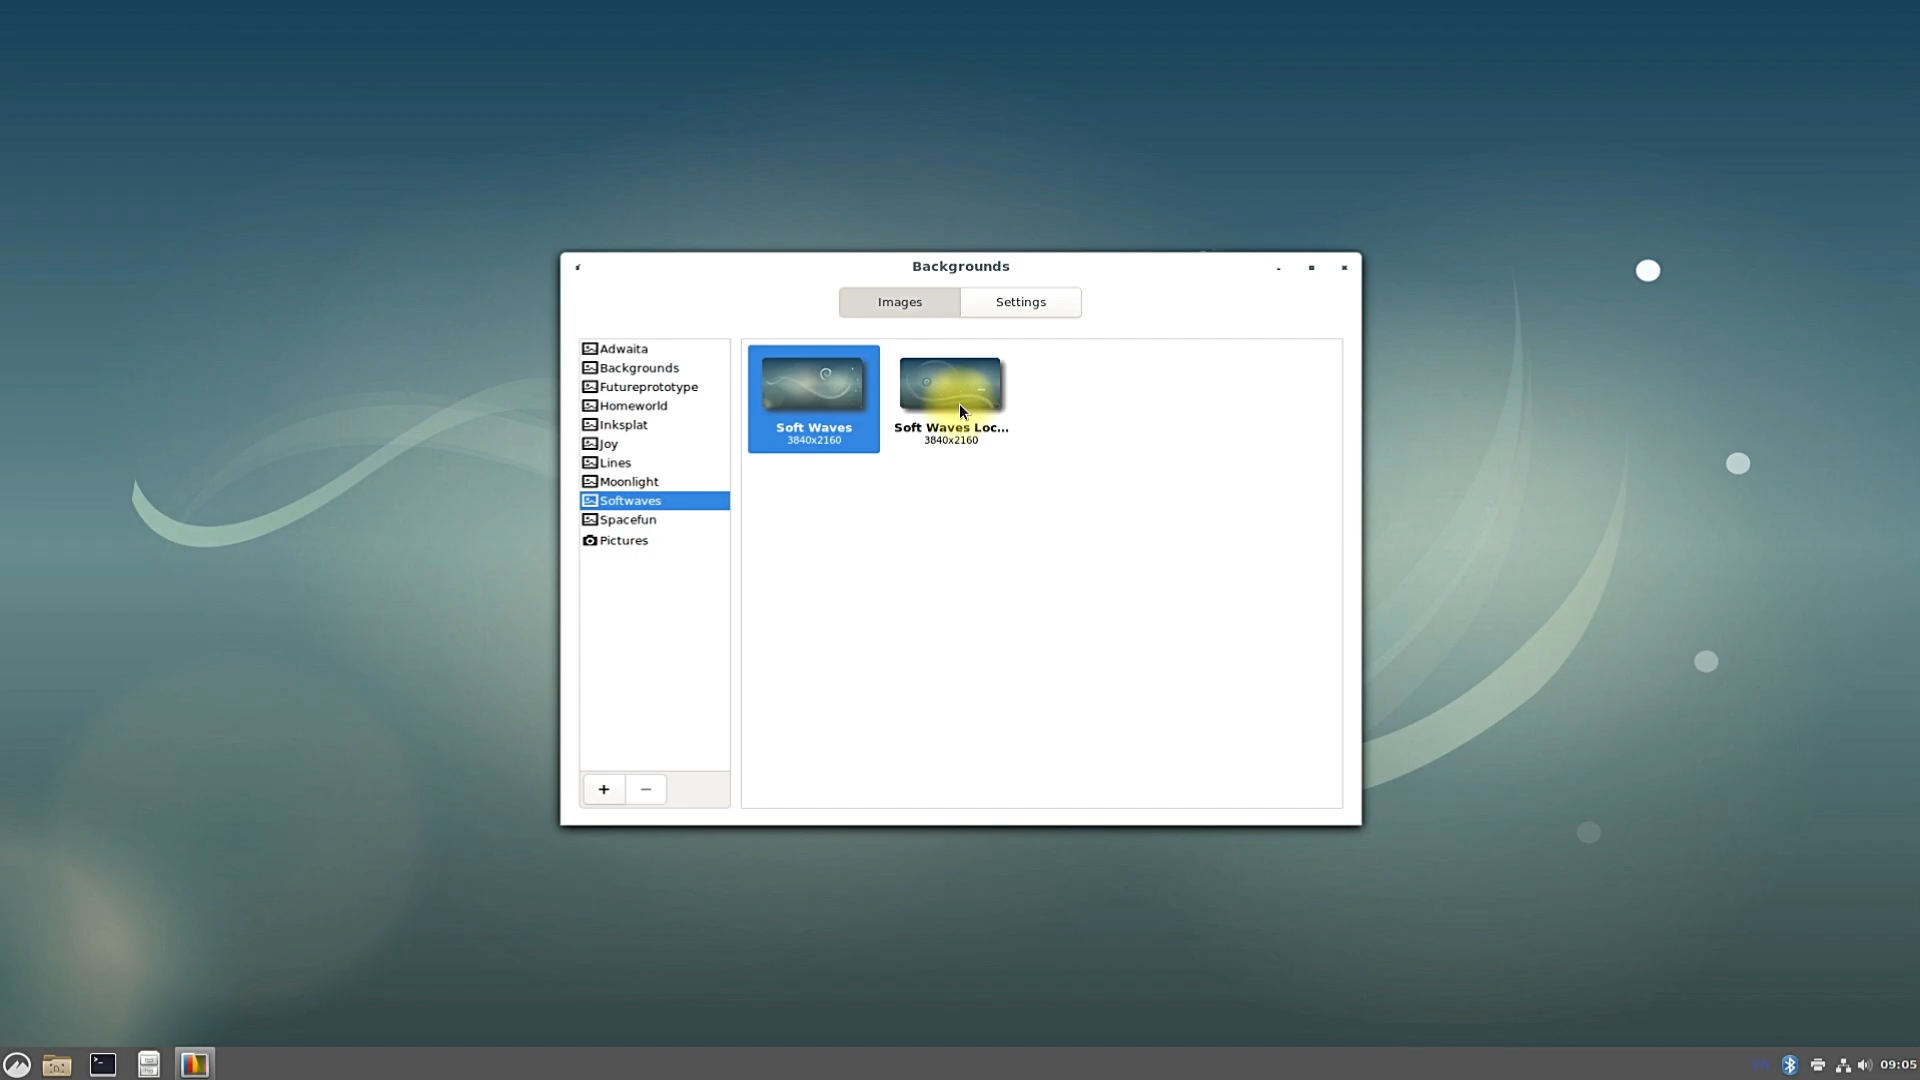 Backgrounds
Images
Settings
Adwaita
Backgrounds
Futureprototype
Homeworld
Inksplat
Joy
Lines
Moonlight
Softwaves
Spacefun
Pictures
Soft Waves
3840x2160
Soft Waves Loc...
3840x2160
09:05